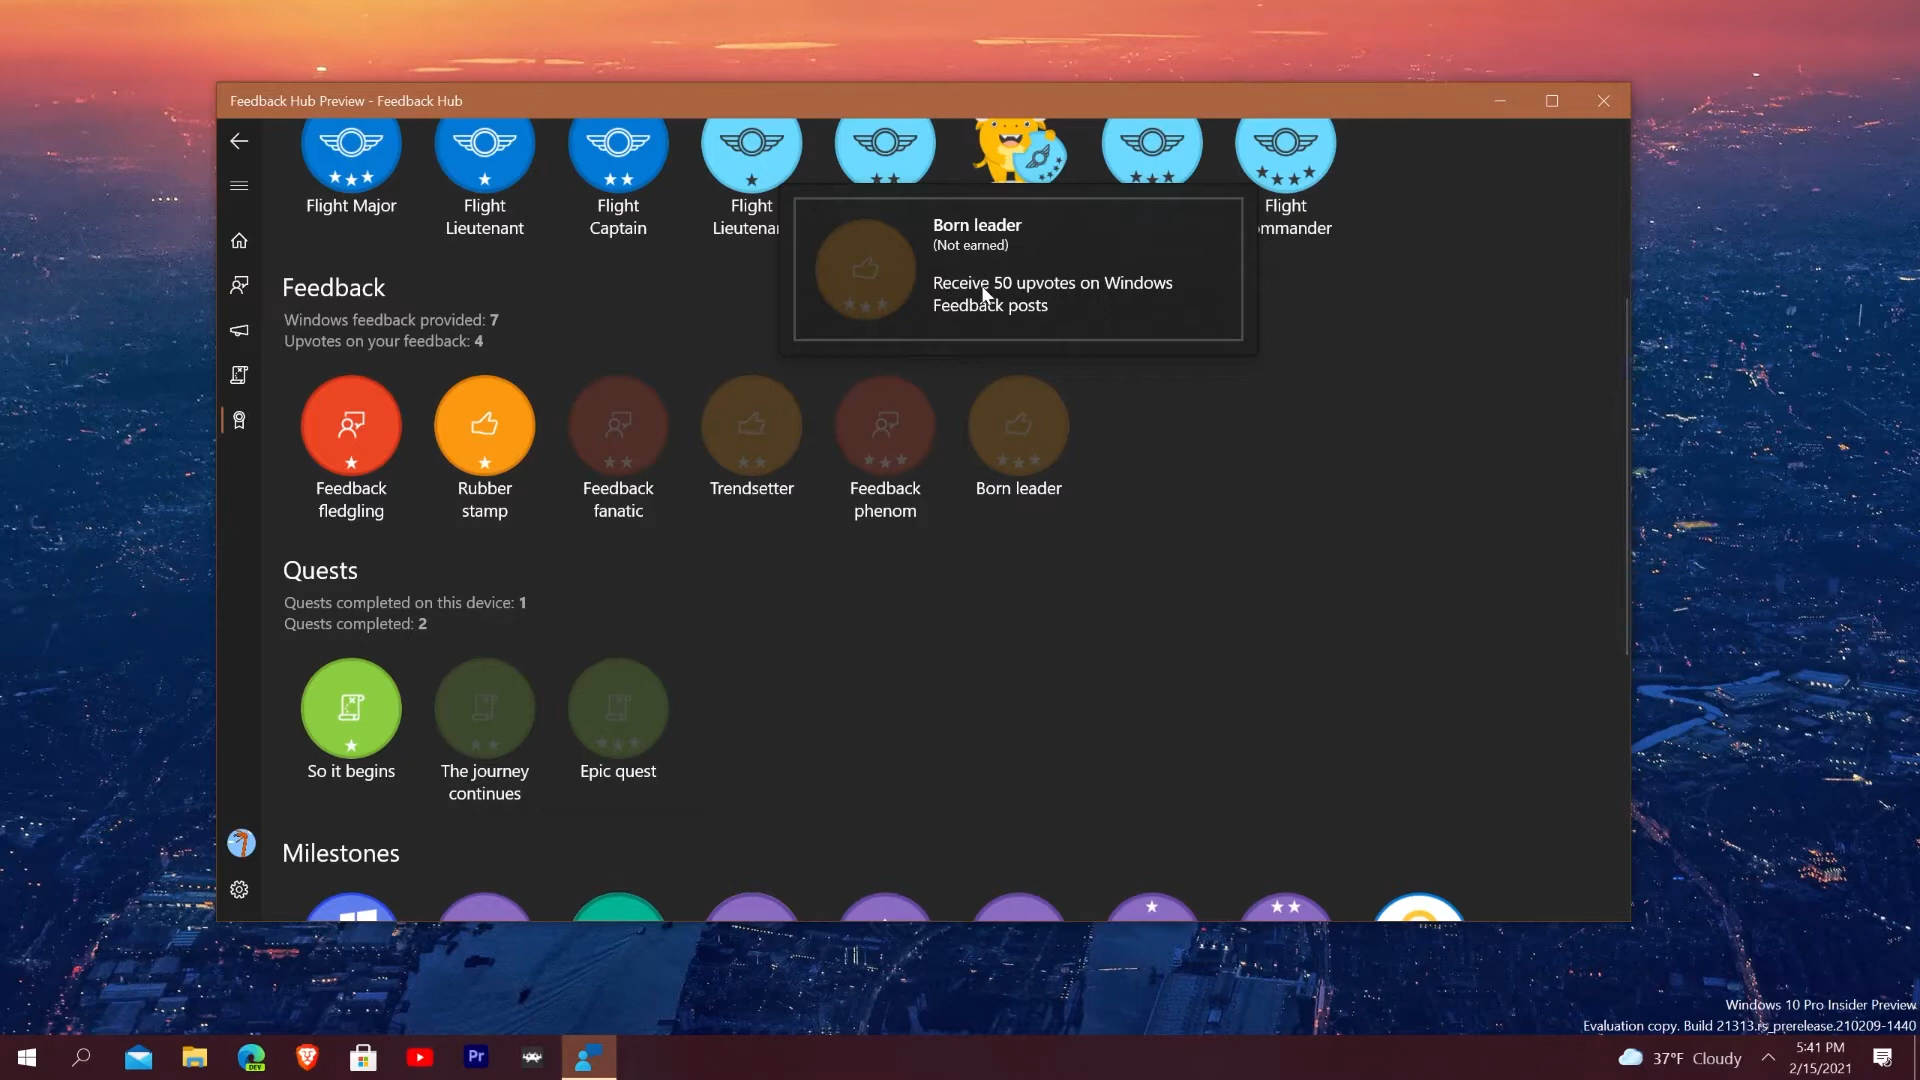 Feedback Hub Preview - Feedback Hub
Flight Major
Flight
Lieutenant
Flight
Captain
Flight
Lieutena
Flight
mmander
Born leader
(Not earned)
Receive 50 upvotes on Windows
Feedback posts
Feedback
Windows feedback provided: 7
Upvotes on your feedback: 4
Feedback
fledgling
Rubber
stamp
Feedback
fanatic
Trendsetter
Feedback
phenom
Born leader
Quests
Quests completed on this device: 1
Quests completed: 2
So it begins
The journey
continues
Epic quest
Milestones
Windows 10 Pro Insider Preview
Evaluation copy. Build 21313.rs_prerelease.210209-1440
DEV
Pr
37°F Cloudy
5:41 PM
2/15/2021